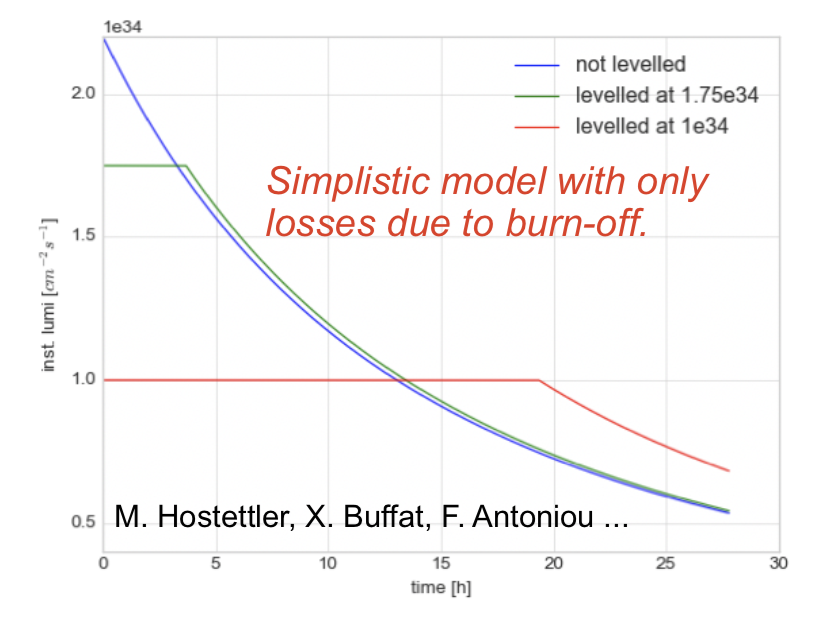 1e34
2.0
1.5
1.0
0.5
inst. lumi [cm⁻²s⁻¹]
not levelled
levelled at 1.75e34
levelled at 1e34
Simplistic model with only
losses due to burn-off.
M. Hostettler, X. Buffat, F. Antoniou ...
0 5 10 15 20 25 30
time [h]